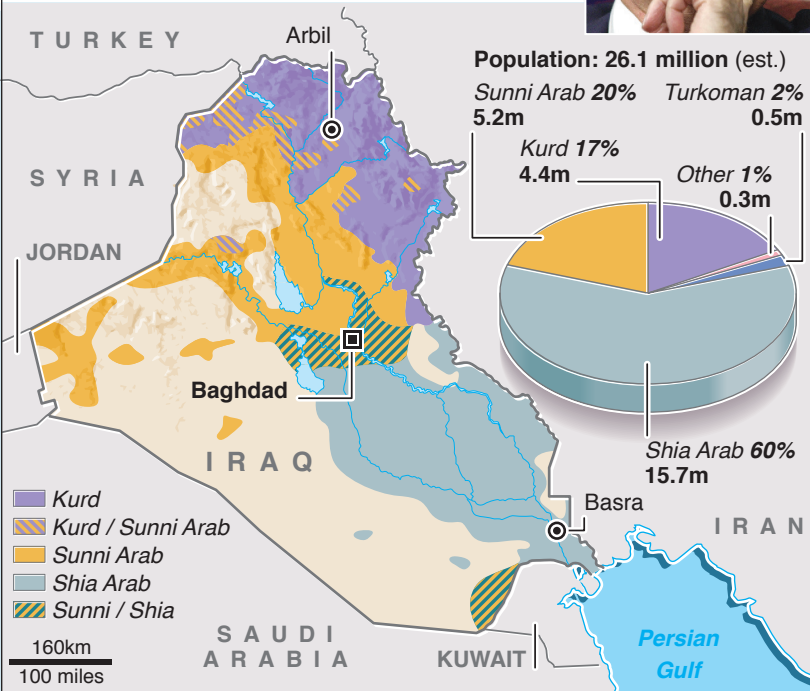 TURKEY
Arbil
Population: 26.1 million (est.)
Sunni Arab 20%
5.2m
Turkoman 2%
0.5m
Kurd 17%
4.4m
Other 1%
0.3m
SYRIA
JORDAN
Baghdad
IRAQ
Shia Arab 60%
15.7m
Basra
IRAN
Kurd
Kurd / Sunni Arab
Sunni Arab
Shia Arab
Sunni / Shia
160km
100 miles
SAUDI
ARABIA
KUWAIT
Persian
Gulf